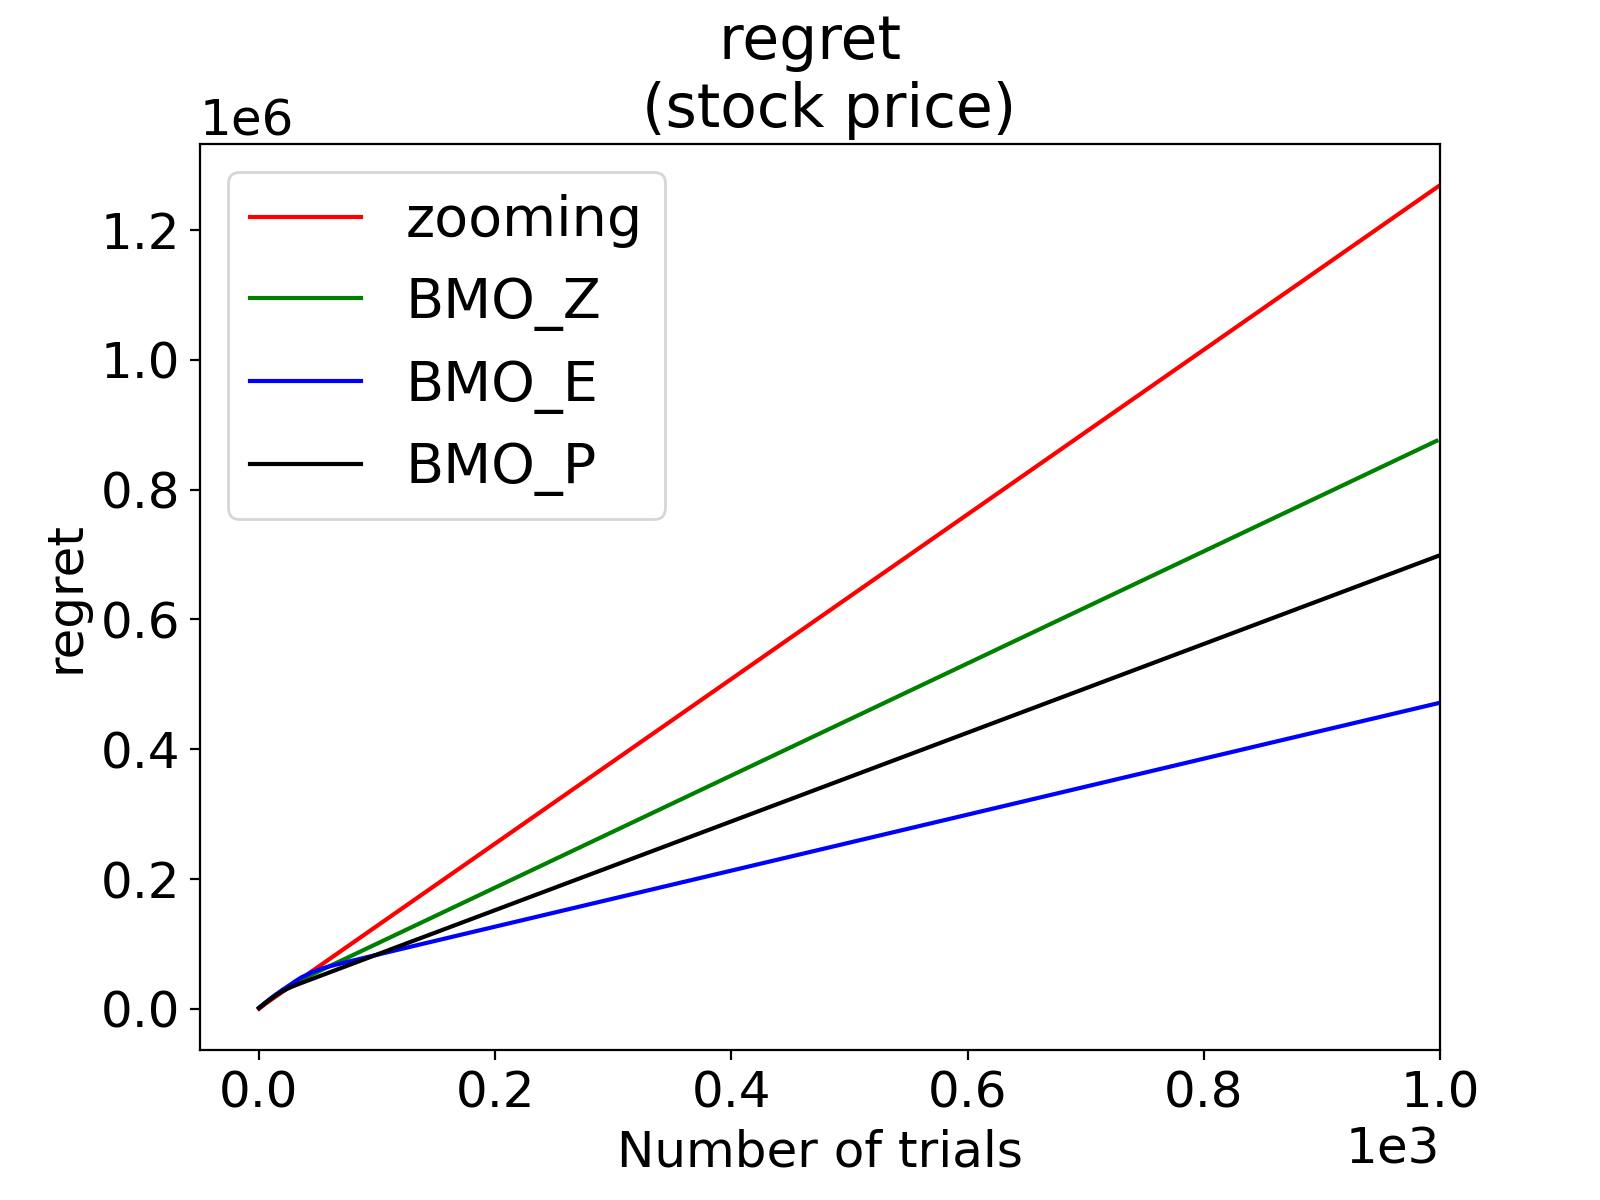 regret
(stock price)
1e6
zooming
BMO_Z
BMO_E
BMO_P
1.2
1.0
0.8
0.6
0.4
0.2
0.0
regret
0.0 0.2 0.4 0.6 0.8 1.0
1e3
Number of trials